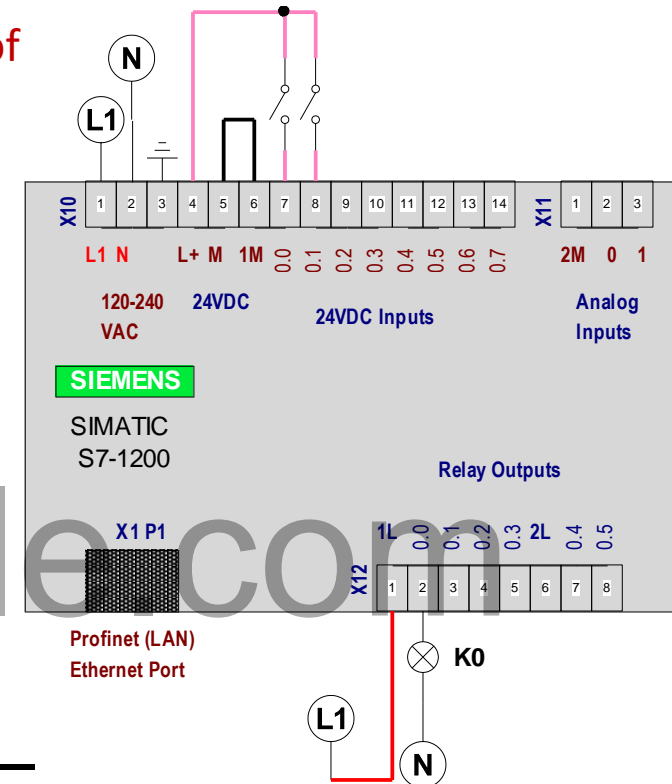 of
N
L1
X10
1 2 3 4 5 6 7 8 9 10 11 12 13 14
X11
1 2 3
L1 N L+ M 1M 0.0 0.1 0.2 0.3 0.4 0.5 0.6 0.7
2M 0 1
120-240
VAC
24VDC
24VDC Inputs
Analog
Inputs
SIEMENS
SIMATIC
S7-1200
Relay Outputs
X1 P1
1L 0.0 0.1 0.2 0.3 2L 0.4 0.5
X12
1 2 3 4 5 6 7 8
le.com
Profinet (LAN)
Ethernet Port
K0
L1
N